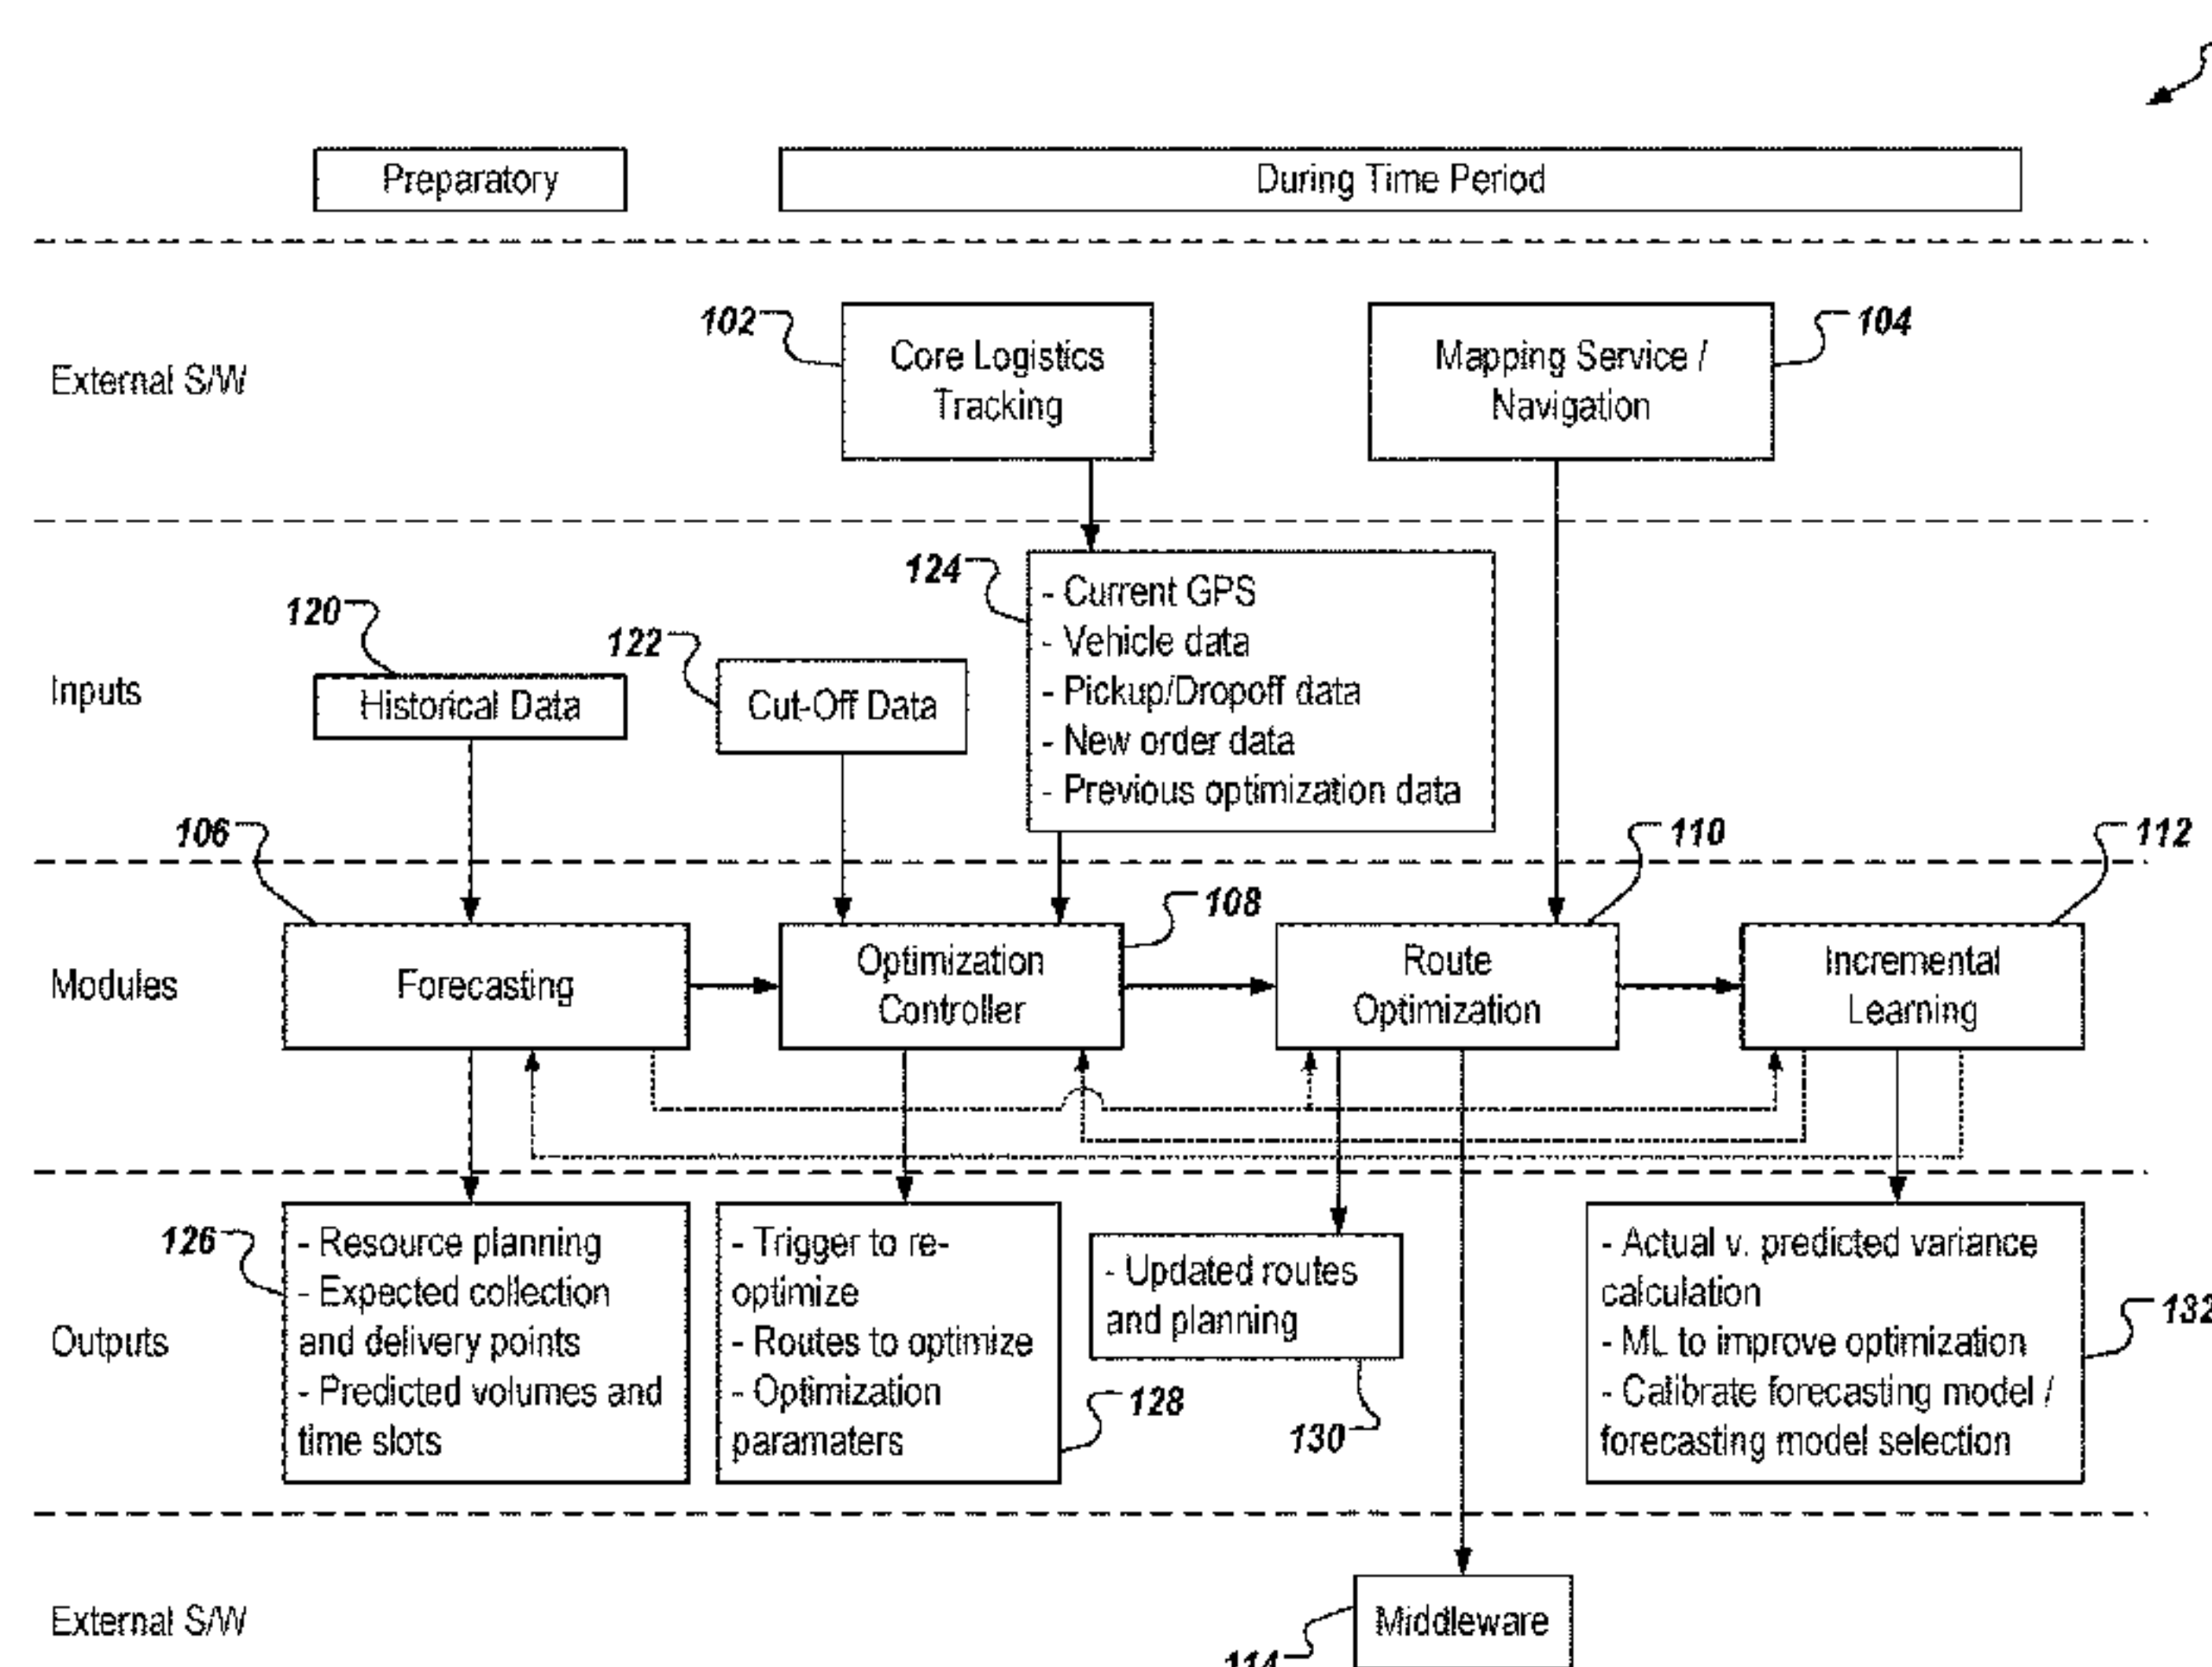 Preparatory
During Time Period
External S/W
102
Core Logistics
Tracking
Mapping Service /
Navigation
104
Inputs
120
Historical Data
122
Cut-Off Data
124
- Current GPS
- Vehicle data
- Pickup/Dropoff data
- New order data
- Previous optimization data
Modules
106
Forecasting
108
Optimization
Controller
110
Route
Optimization
112
Incremental
Learning
Outputs
126
- Resource planning
- Expected collection
and delivery points
- Predicted volumes and
time slots
- Trigger to re-
optimize
- Routes to optimize
- Optimization
paramaters
128
- Updated routes
and planning
130
- Actual v. predicted variance
calculation
- ML to improve optimization
- Calibrate forecasting model /
forecasting model selection
132
External S/W
Middleware
114